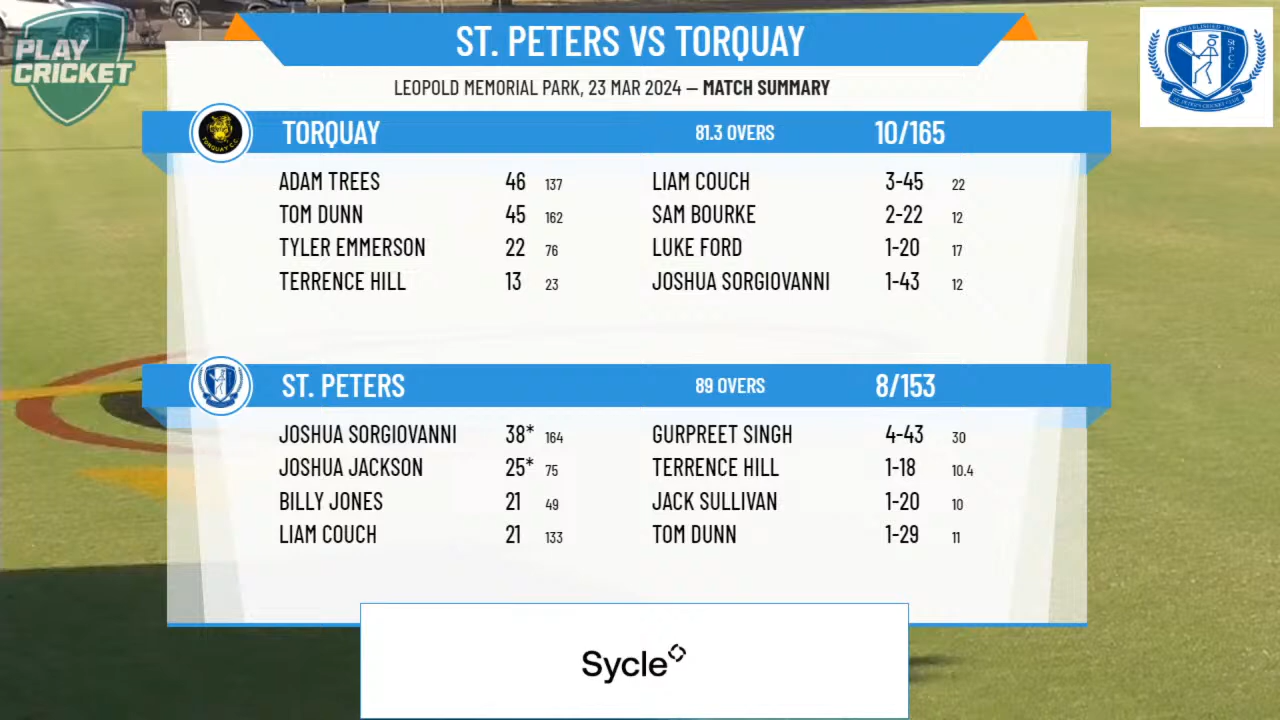 PLAY
CRICKET
ST. PETERS VS TORQUAY
LEOPOLD MEMORIAL PARK, 23 MAR 2024 – MATCH SUMMARY
TORQUAY 81.3 OVERS 10/165
ADAM TREES 46 137 LIAM COUCH 3-45 22
TOM DUNN 45 162 SAM BOURKE 2-22 12
TYLER EMMERSON 22 76 LUKE FORD 1-20 17
TERRENCE HILL 13 23 JOSHUA SORGIOVANNI 1-43 12
ST. PETERS 89 OVERS 8/153
JOSHUA SORGIOVANNI 38* 164 GURPREET SINGH 4-43 30
JOSHUA JACKSON 25* 75 TERRENCE HILL 1-18 10.4
BILLY JONES 21 49 JACK SULLIVAN 1-20 10
LIAM COUCH 21 133 TOM DUNN 1-29 11
Sycle